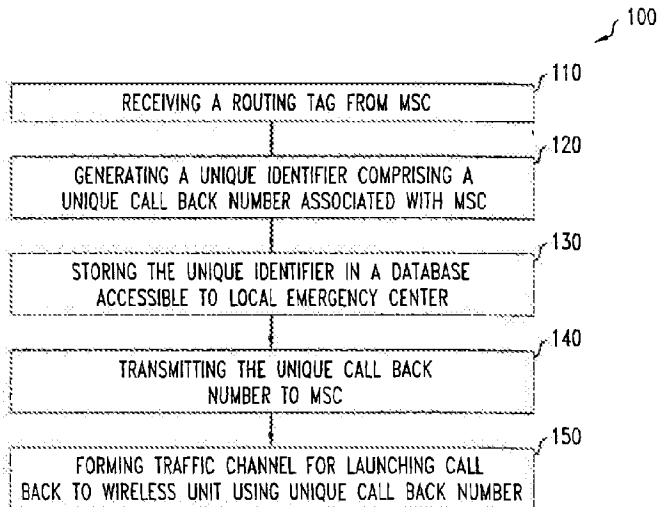 100
110
RECEIVING A ROUTING TAG FROM MSC
120
GENERATING A UNIQUE IDENTIFIER COMPRISING A
UNIQUE CALL BACK NUMBER ASSOCIATED WITH MSC
130
STORING THE UNIQUE IDENTIFIER IN A DATABASE
ACCESSIBLE TO LOCAL EMERGENCY CENTER
140
TRANSMITTING THE UNIQUE CALL BACK
NUMBER TO MSC
150
FORMING TRAFFIC CHANNEL FOR LAUNCHING CALL
BACK TO WIRELESS UNIT USING UNIQUE CALL BACK NUMBER